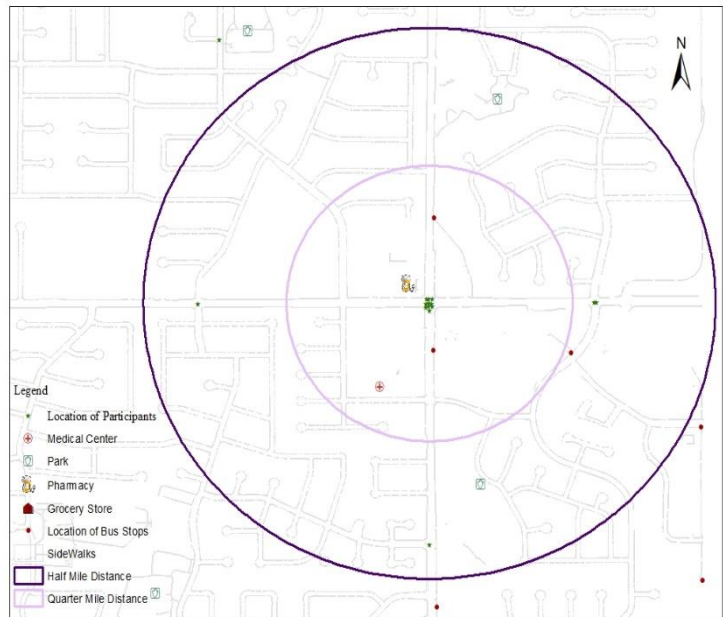 N
Legend
Location of Participants
Medical Center
Park
Pharmacy
Grocery Store
Location of Bus Stops
SideWalks
Half Mile Distance
Quarter Mile Distance